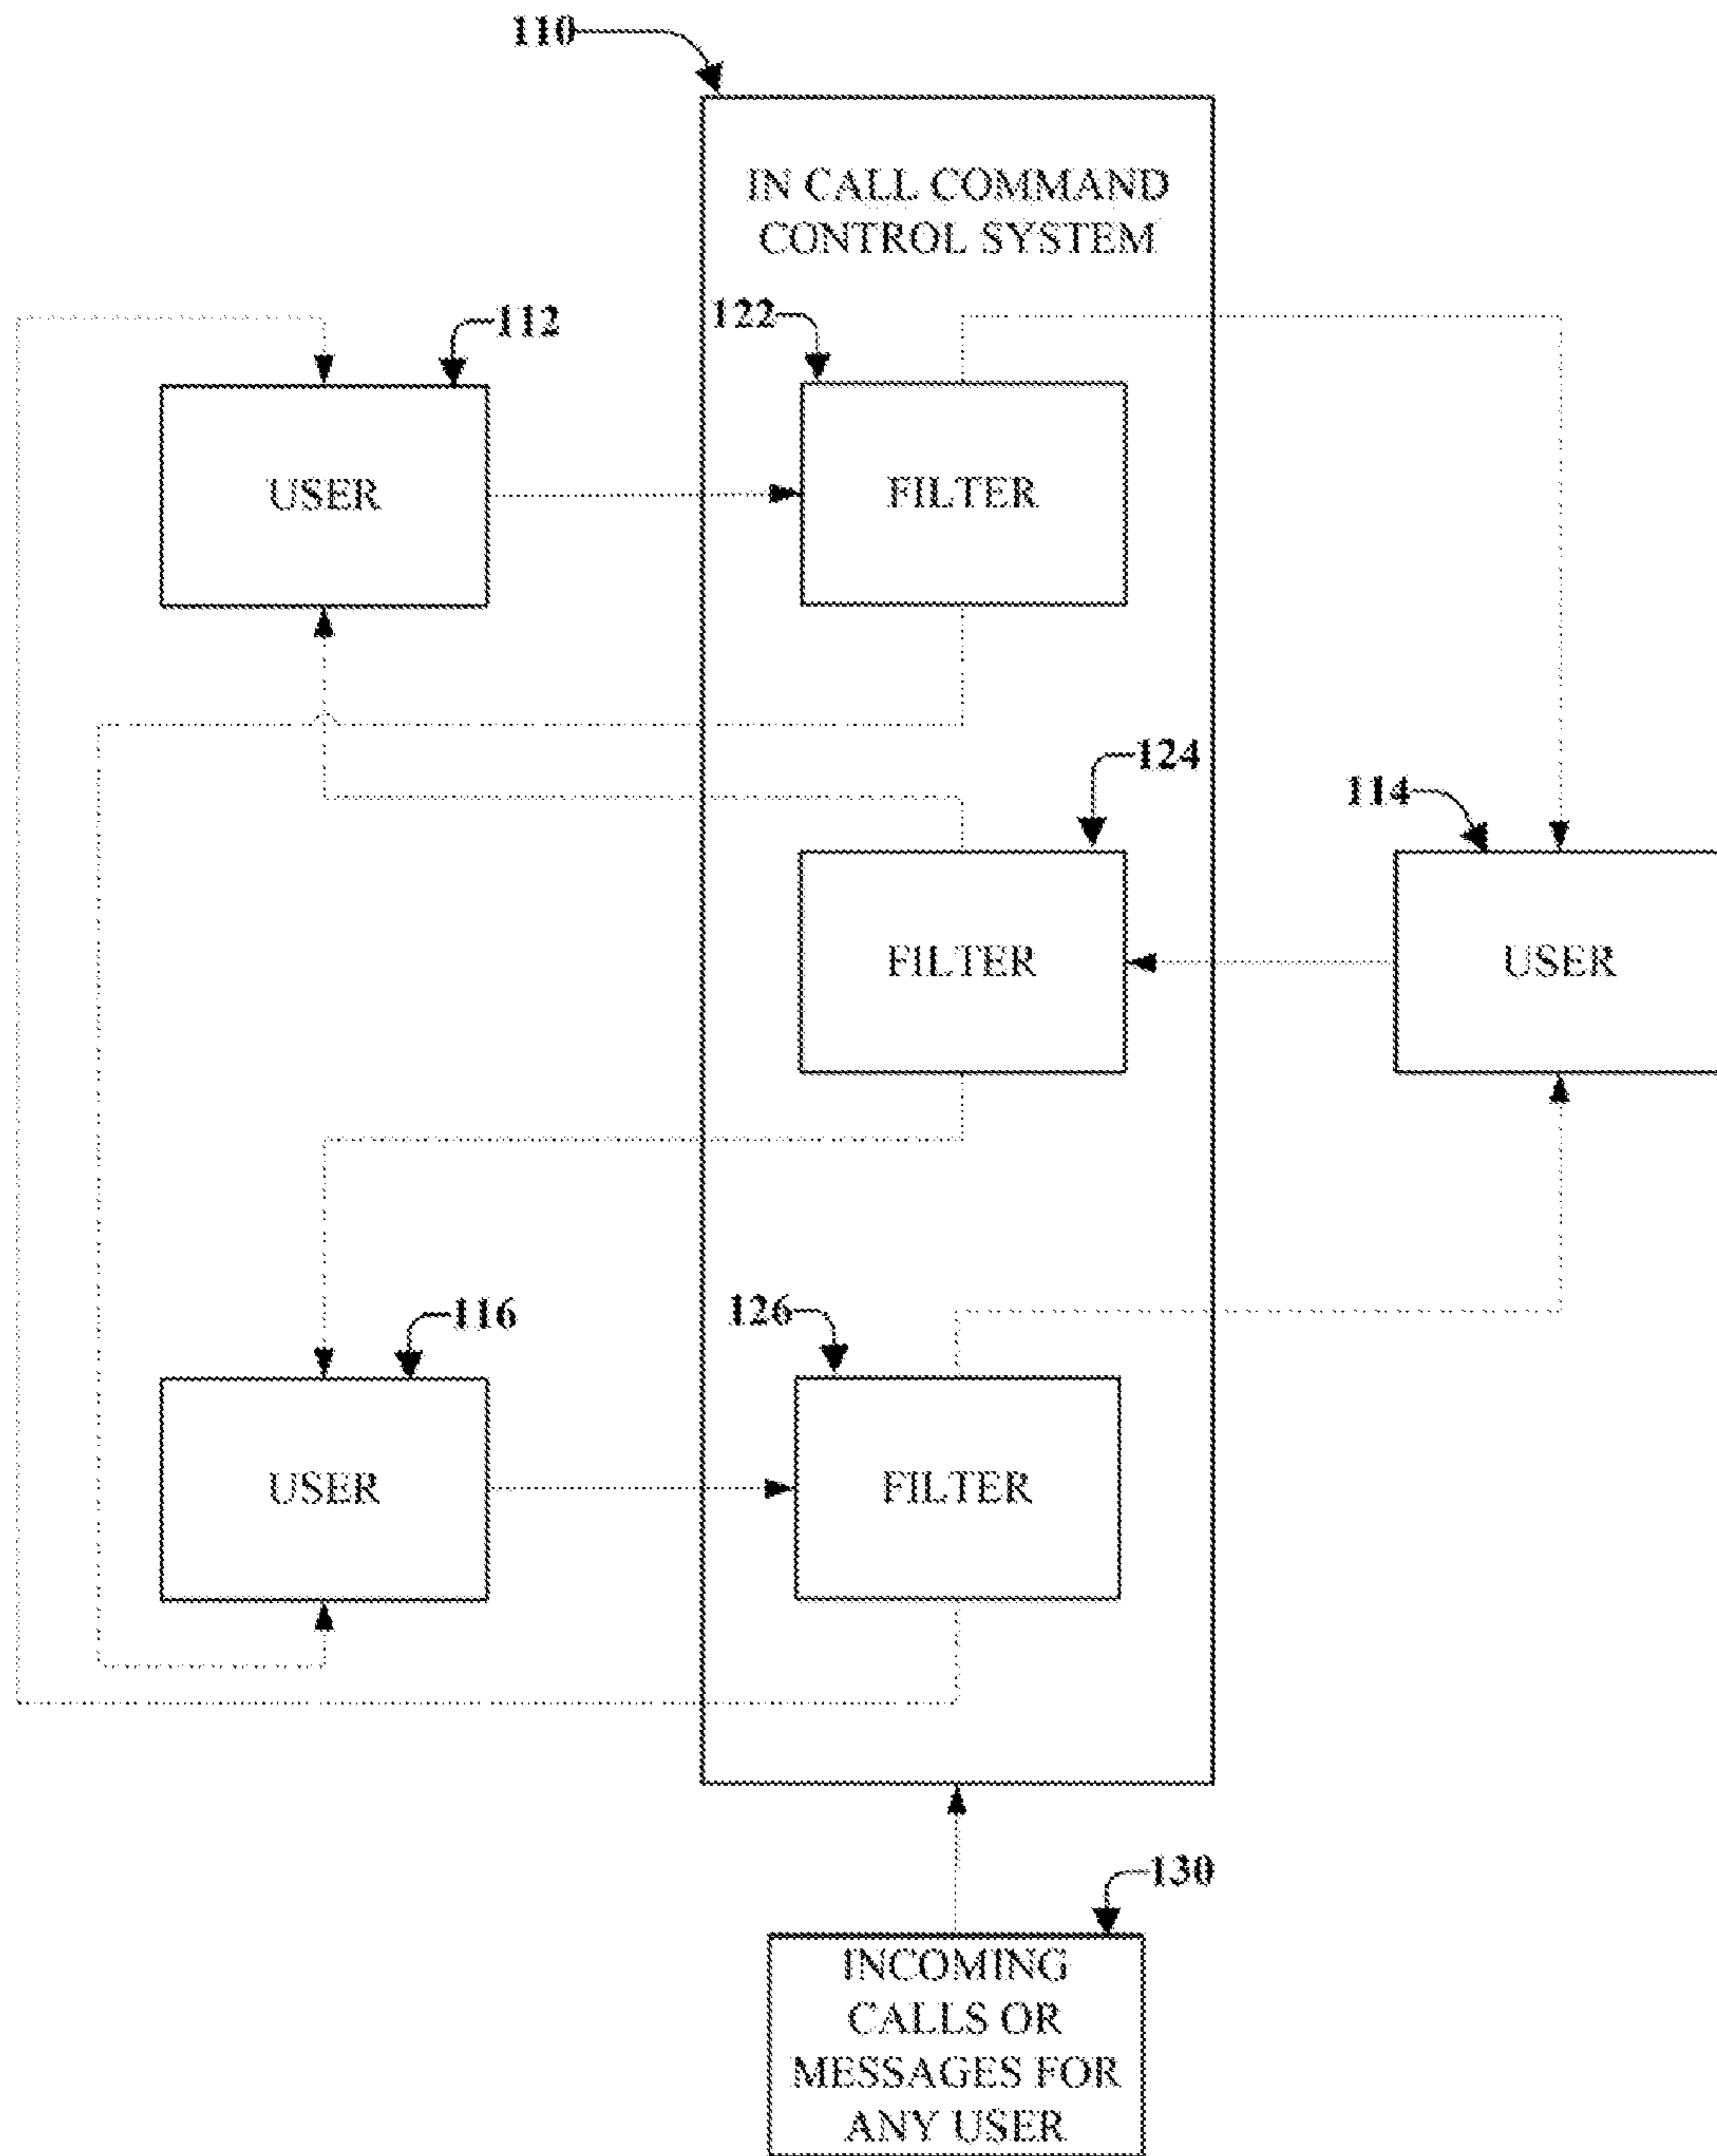 110
IN CALL COMMAND
CONTROL SYSTEM
112
122
USER
FILTER
124
114
FILTER
USER
116
126
USER
FILTER
130
INCOMING
CALLS OR
MESSAGES FOR
ANY USER